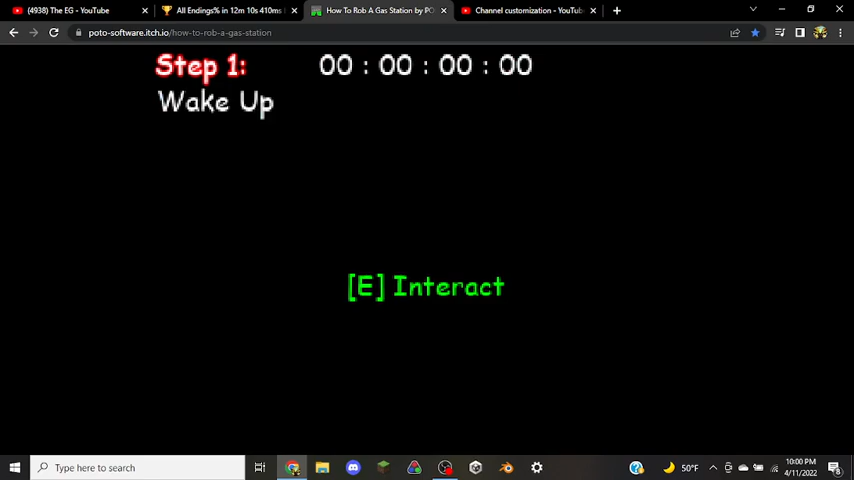 (4938) The EG - YouTube
All Endings% in 12m 10s 410ms
How To Rob A Gas Station by PO
Channel customization - YouTub
poto-software.itch.io/how-to-rob-a-gas-station
Step 1:
00 : 00 : 00 : 00
Wake Up
[E] Interact
Type here to search
50°F
10:00 PM
4/11/2022
8